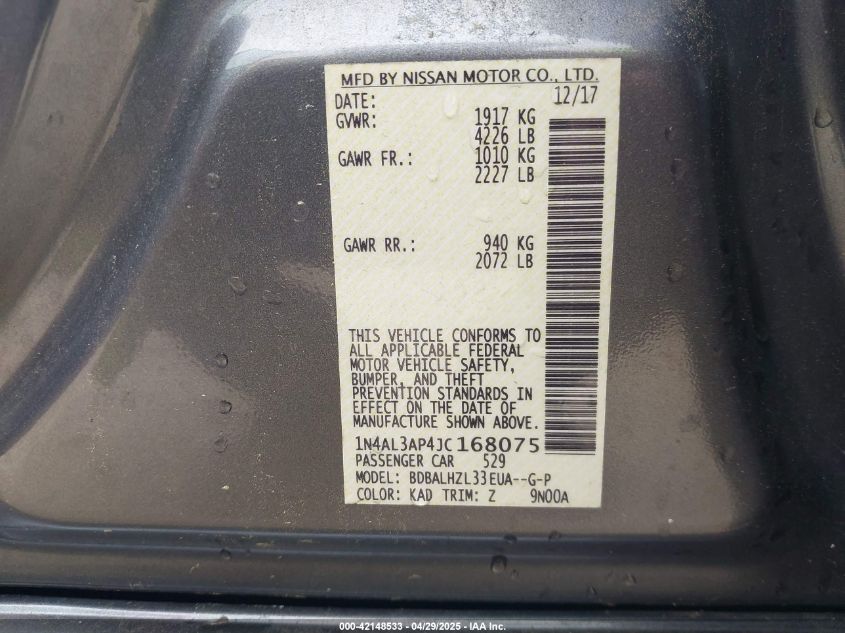 MFD BY NISSAN MOTOR CO., LTD.
DATE: 12/17
GVWR: 1917 KG
4226 LB
GAWR FR.: 1010 KG
2227 LB
GAWR RR.: 940 KG
2072 LB
THIS VEHICLE CONFORMS TO
ALL APPLICABLE FEDERAL
MOTOR VEHICLE SAFETY,
BUMPER, AND THEFT
PREVENTION STANDARDS IN
EFFECT ON THE DATE OF
MANUFACTURE SHOWN ABOVE.
1N4AL3AP4JC168075
PASSENGER CAR 529
MODEL: BDBALHZL33EUA--G-P
COLOR: KAD TRIM: Z 9N00A
000-42148533 - 04/29/2025 - IAA Inc.